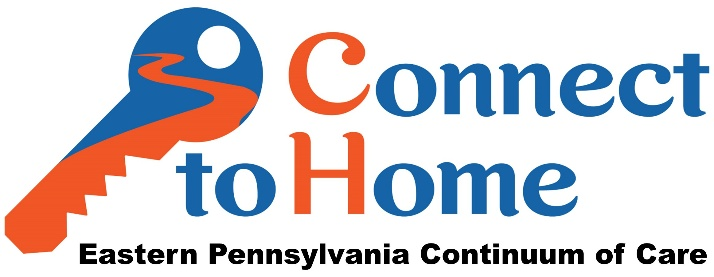 Connect
to Home
Eastern Pennsylvania Continuum of Care